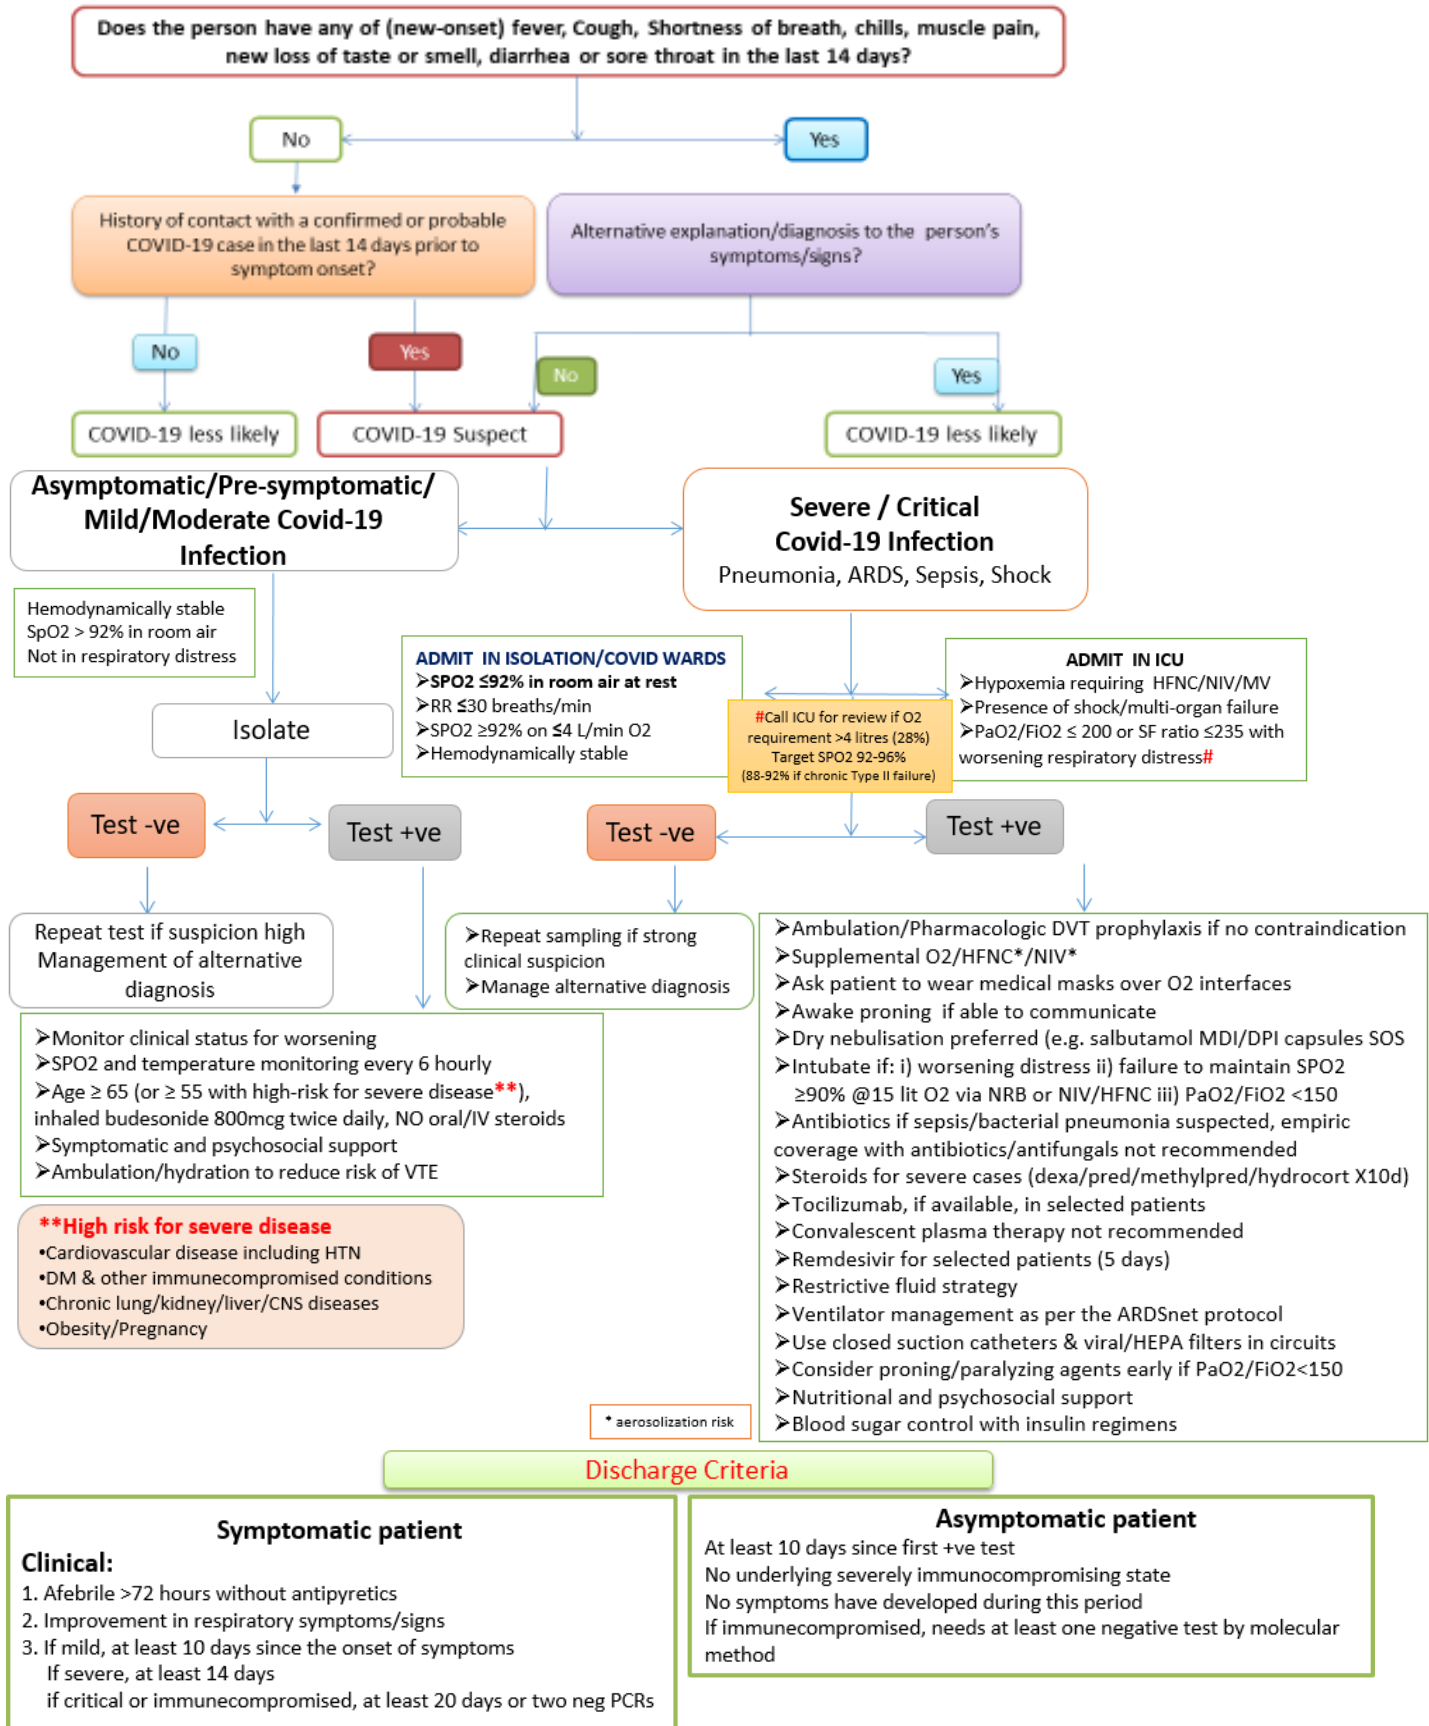 Does the person have any of (new-onset) fever, Cough, Shortness of breath, chills, muscle pain,
new loss of taste or smell, diarrhea or sore throat in the last 14 days?
No
Yes
History of contact with a confirmed or probable
COVID-19 case in the last 14 days prior to
symptom onset?
Alternative explanation/diagnosis to the person's
symptoms/signs?
No
Yes
No
Yes
COVID-19 less likely
COVID-19 Suspect
COVID-19 less likely
Asymptomatic/Pre-symptomatic/
Mild/Moderate Covid-19
Infection
Severe / Critical
Covid-19 Infection
Pneumonia, ARDS, Sepsis, Shock
Hemodynamically stable
SpO2 > 92% in room air
Not in respiratory distress
ADMIT IN ISOLATION/COVID WARDS
➤SPO2 ≤92% in room air at rest
➤RR ≤30 breaths/min
➤SPO2 ≥92% on ≤4 L/min O2
➤Hemodynamically stable
#Call ICU for review if O2
requirement >4 litres (28%)
Target SPO2 92-96%
(88-92% if chronic Type II failure)
ADMIT IN ICU
➤Hypoxemia requiring HFNC/NIV/MV
➤Presence of shock/multi-organ failure
➤PaO2/FiO2 ≤ 200 or SF ratio ≤235 with
worsening respiratory distress#
Isolate
Test -ve
Test +ve
Test -ve
Test +ve
Repeat test if suspicion high
Management of alternative
diagnosis
➤Repeat sampling if strong
clinical suspicion
➤Manage alternative diagnosis
➤Monitor clinical status for worsening
➤SPO2 and temperature monitoring every 6 hourly
➤Age ≥ 65 (or ≥ 55 with high-risk for severe disease**),
inhaled budesonide 800mcg twice daily, NO oral/IV steroids
➤Symptomatic and psychosocial support
➤Ambulation/hydration to reduce risk of VTE
**High risk for severe disease
•Cardiovascular disease including HTN
•DM & other immunecompromised conditions
•Chronic lung/kidney/liver/CNS diseases
•Obesity/Pregnancy
➤Ambulation/Pharmacologic DVT prophylaxis if no contraindication
➤Supplemental O2/HFNC*/NIV*
➤Ask patient to wear medical masks over O2 interfaces
➤Awake proning if able to communicate
➤Dry nebulisation preferred (e.g. salbutamol MDI/DPI capsules SOS
➤Intubate if: i) worsening distress ii) failure to maintain SPO2
≥90% @15 lit O2 via NRB or NIV/HFNC iii) PaO2/FiO2 <150
➤Antibiotics if sepsis/bacterial pneumonia suspected, empiric
coverage with antibiotics/antifungals not recommended
➤Steroids for severe cases (dexa/pred/methylpred/hydrocort X10d)
➤Tocilizumab, if available, in selected patients
➤Convalescent plasma therapy not recommended
➤Remdesivir for selected patients (5 days)
➤Restrictive fluid strategy
➤Ventilator management as per the ARDSnet protocol
➤Use closed suction catheters & viral/HEPA filters in circuits
➤Consider proning/paralyzing agents early if PaO2/FiO2<150
➤Nutritional and psychosocial support
➤Blood sugar control with insulin regimens
* aerosolization risk
Discharge Criteria
Symptomatic patient
Clinical:
1. Afebrile >72 hours without antipyretics
2. Improvement in respiratory symptoms/signs
3. If mild, at least 10 days since the onset of symptoms
If severe, at least 14 days
if critical or immunecompromised, at least 20 days or two neg PCRs
Asymptomatic patient
At least 10 days since first +ve test
No underlying severely immunocompromising state
No symptoms have developed during this period
If immunecompromised, needs at least one negative test by molecular
method